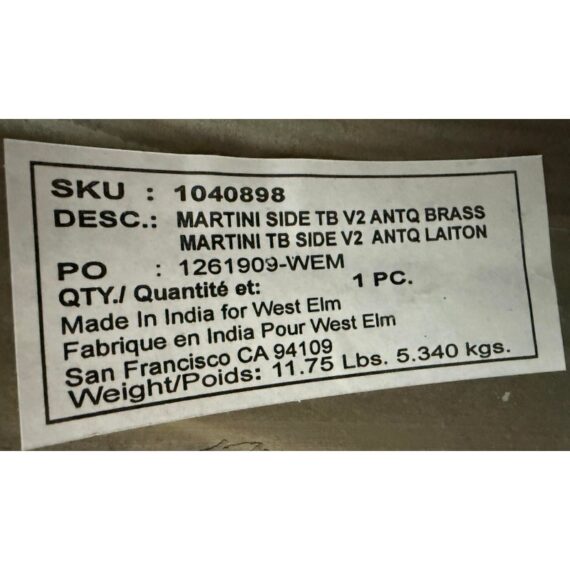 SKU : 1040898
DESC.: MARTINI SIDE TB V2 ANTQ BRASS
MARTINI TB SIDE V2 ANTQ LAITON
PO : 1261909-WEM
QTY./ Quantité et: 1 PC.
Made In India for West Elm
Fabrique en India Pour West Elm
San Francisco CA 94109
Weight/Poids: 11.75 Lbs. 5.340 kgs.